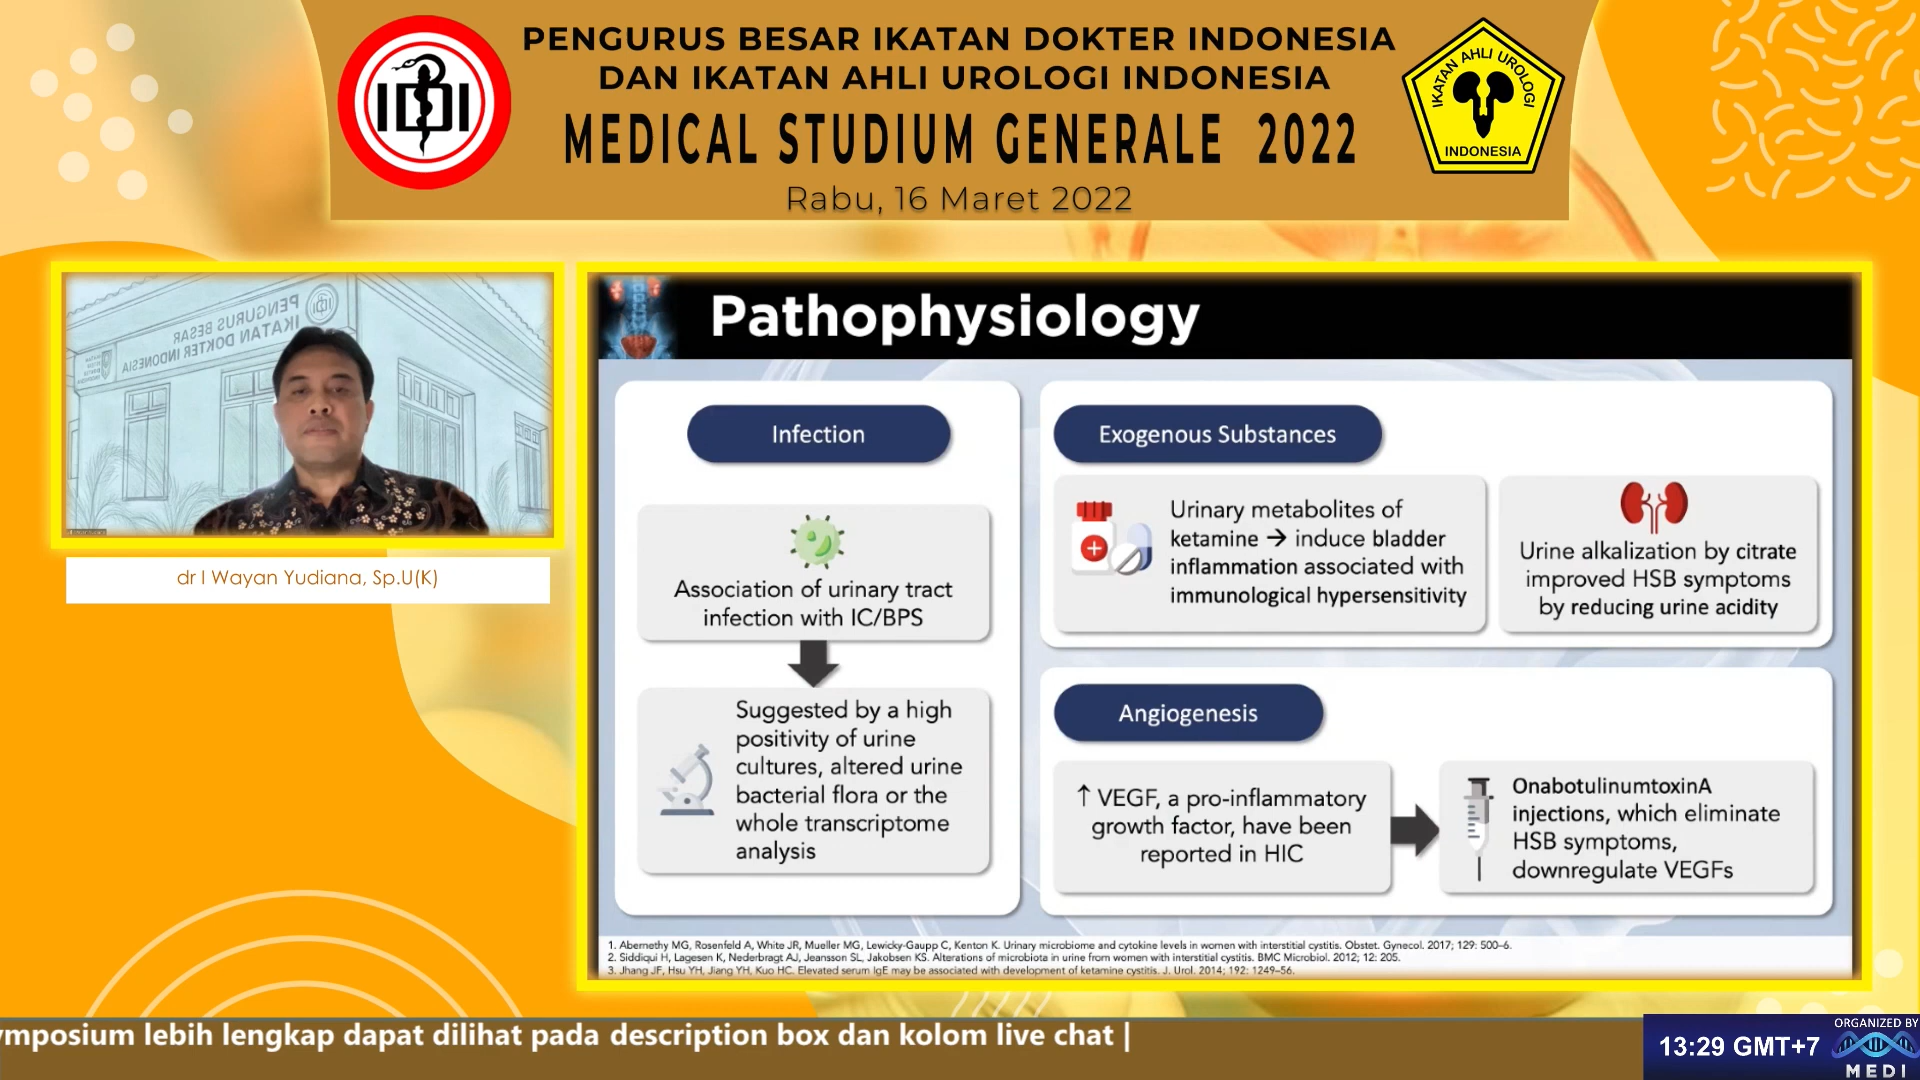 PENGURUS BESAR IKATAN DOKTER INDONESIA
DAN IKATAN AHLI UROLOGI INDONESIA
MEDICAL STUDIUM GENERALE 2022
Rabu, 16 Maret 2022
IDI
IKATAN AHLI UROLOGI
INDONESIA
PENGURUS BESAR
IKATAN DOKTER INDONESIA
dr I Wayan Yudiana, Sp.U(K)
Pathophysiology
Infection
Association of urinary tract
infection with IC/BPS
Suggested by a high
positivity of urine
cultures, altered urine
bacterial flora or the
whole transcriptome
analysis
Exogenous Substances
Urinary metabolites of
ketamine → induce bladder
inflammation associated with
immunological hypersensitivity
Urine alkalization by citrate
improved HSB symptoms
by reducing urine acidity
Angiogenesis
↑ VEGF, a pro-inflammatory
growth factor, have been
reported in HIC
OnabotulinumtoxinA
injections, which eliminate
HSB symptoms,
downregulate VEGFs
1. Abernethy MG, Rosenfeld A, White JR, Mueller MG, Lewicky-Gaupp C, Kenton K. Urinary microbiome and cytokine levels in women with interstitial cystitis. Obstet. Gynecol. 2017; 129: 500–6.
2. Siddiqui H, Lagesen K, Nederbragt AJ, Jeansson SL, Jakobsen KS. Alterations of microbiota in urine from women with interstitial cystitis. BMC Microbiol. 2012; 12: 205.
3. Jhang JF, Hsu YH, Jiang YH, Kuo HC. Elevated serum IgE may be associated with development of ketamine cystitis. J. Urol. 2014; 192: 1249–56.
ymposium lebih lengkap dapat dilihat pada description box dan kolom live chat |
13:29 GMT+7
ORGANIZED BY
MEDI